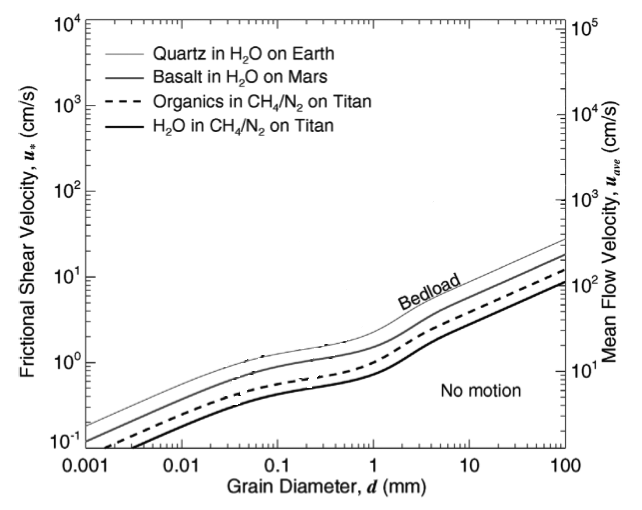 10^4
10^3
10^2
10^1
10^0
10^-1
Frictional Shear Velocity, u* (cm/s)
Quartz in H₂O on Earth
Basalt in H₂O on Mars
Organics in CH₄/N₂ on Titan
H₂O in CH₄/N₂ on Titan
Bedload
No motion
10^5
10^4
10^3
10^2
10^1
Mean Flow Velocity, u_ave (cm/s)
0.001 0.01 0.1 1 10 100
Grain Diameter, d (mm)